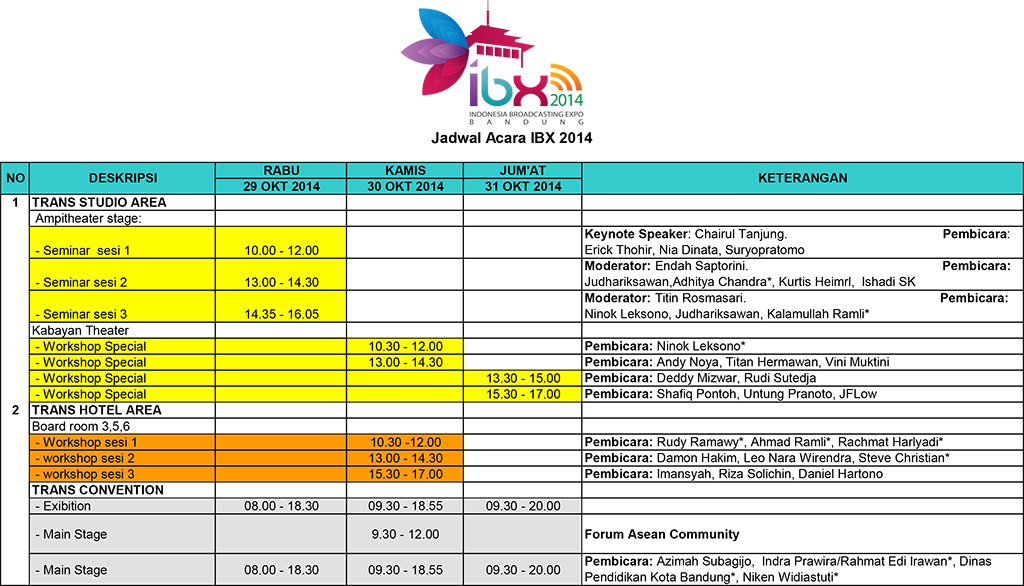 ibx
2014
INDONESIA BROADCASTING EXPO
B A N D U N G
Jadwal Acara IBX 2014
NO DESKRIPSI RABU KAMIS JUM'AT KETERANGAN
29 OKT 2014 30 OKT 2014 31 OKT 2014
1 TRANS STUDIO AREA
Ampitheater stage:
Keynote Speaker: Chairul Tanjung. Pembicara:
- Seminar sesi 1 10.00 - 12.00 Erick Thohir, Nia Dinata, Suryopratomo
Moderator: Endah Saptorini. Pembicara:
- Seminar sesi 2 13.00 - 14.30 Judhariksawan,Adhitya Chandra*, Kurtis Heimrl, Ishadi SK
Moderator: Titin Rosmasari. Pembicara:
- Seminar sesi 3 14.35 - 16.05 Ninok Leksono, Judhariksawan, Kalamullah Ramli*
Kabayan Theater
- Workshop Special 10.30 - 12.00 Pembicara: Ninok Leksono*
- Workshop Special 13.00 - 14.30 Pembicara: Andy Noya, Titan Hermawan, Vini Muktini
- Workshop Special 13.30 - 15.00 Pembicara: Deddy Mizwar, Rudi Sutedja
- Workshop Special 15.30 - 17.00 Pembicara: Shafiq Pontoh, Untung Pranoto, JFLow
2 TRANS HOTEL AREA
Board room 3,5,6
- Workshop sesi 1 10.30 -12.00 Pembicara: Rudy Ramawy*, Ahmad Ramli*, Rachmat Harlyadi*
- workshop sesi 2 13.00 - 14.30 Pembicara: Damon Hakim, Leo Nara Wirendra, Steve Christian*
- workshop sesi 3 15.30 - 17.00 Pembicara: Imansyah, Riza Solichin, Daniel Hartono
TRANS CONVENTION
- Exibition 08.00 - 18.30 09.30 - 18.55 09.30 - 20.00
- Main Stage 9.30 - 12.00 Forum Asean Community
- Main Stage 08.00 - 18.30 09.30 - 18.55 09.30 - 20.00 Pembicara: Azimah Subagijo, Indra Prawira/Rahmat Edi Irawan*, Dinas
Pendidikan Kota Bandung*, Niken Widiastuti*